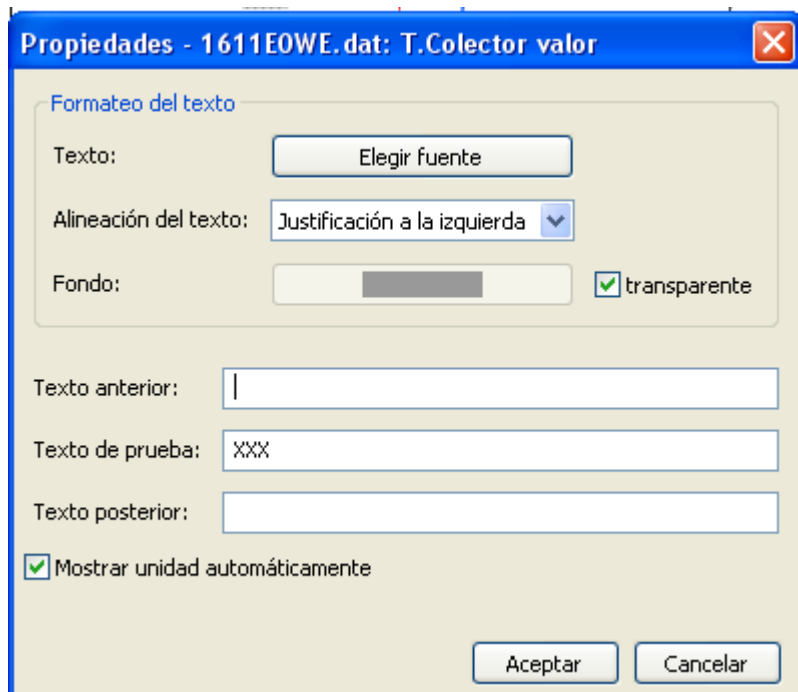 Propiedades - 1611E0WE.dat: T.Colector valor
Formateo del texto
Texto:
Elegir fuente
Alineación del texto:
Justificación a la izquierda
Fondo:
transparente
Texto anterior:
Texto de prueba:
XXX
Texto posterior:
Mostrar unidad automáticamente
Aceptar
Cancelar